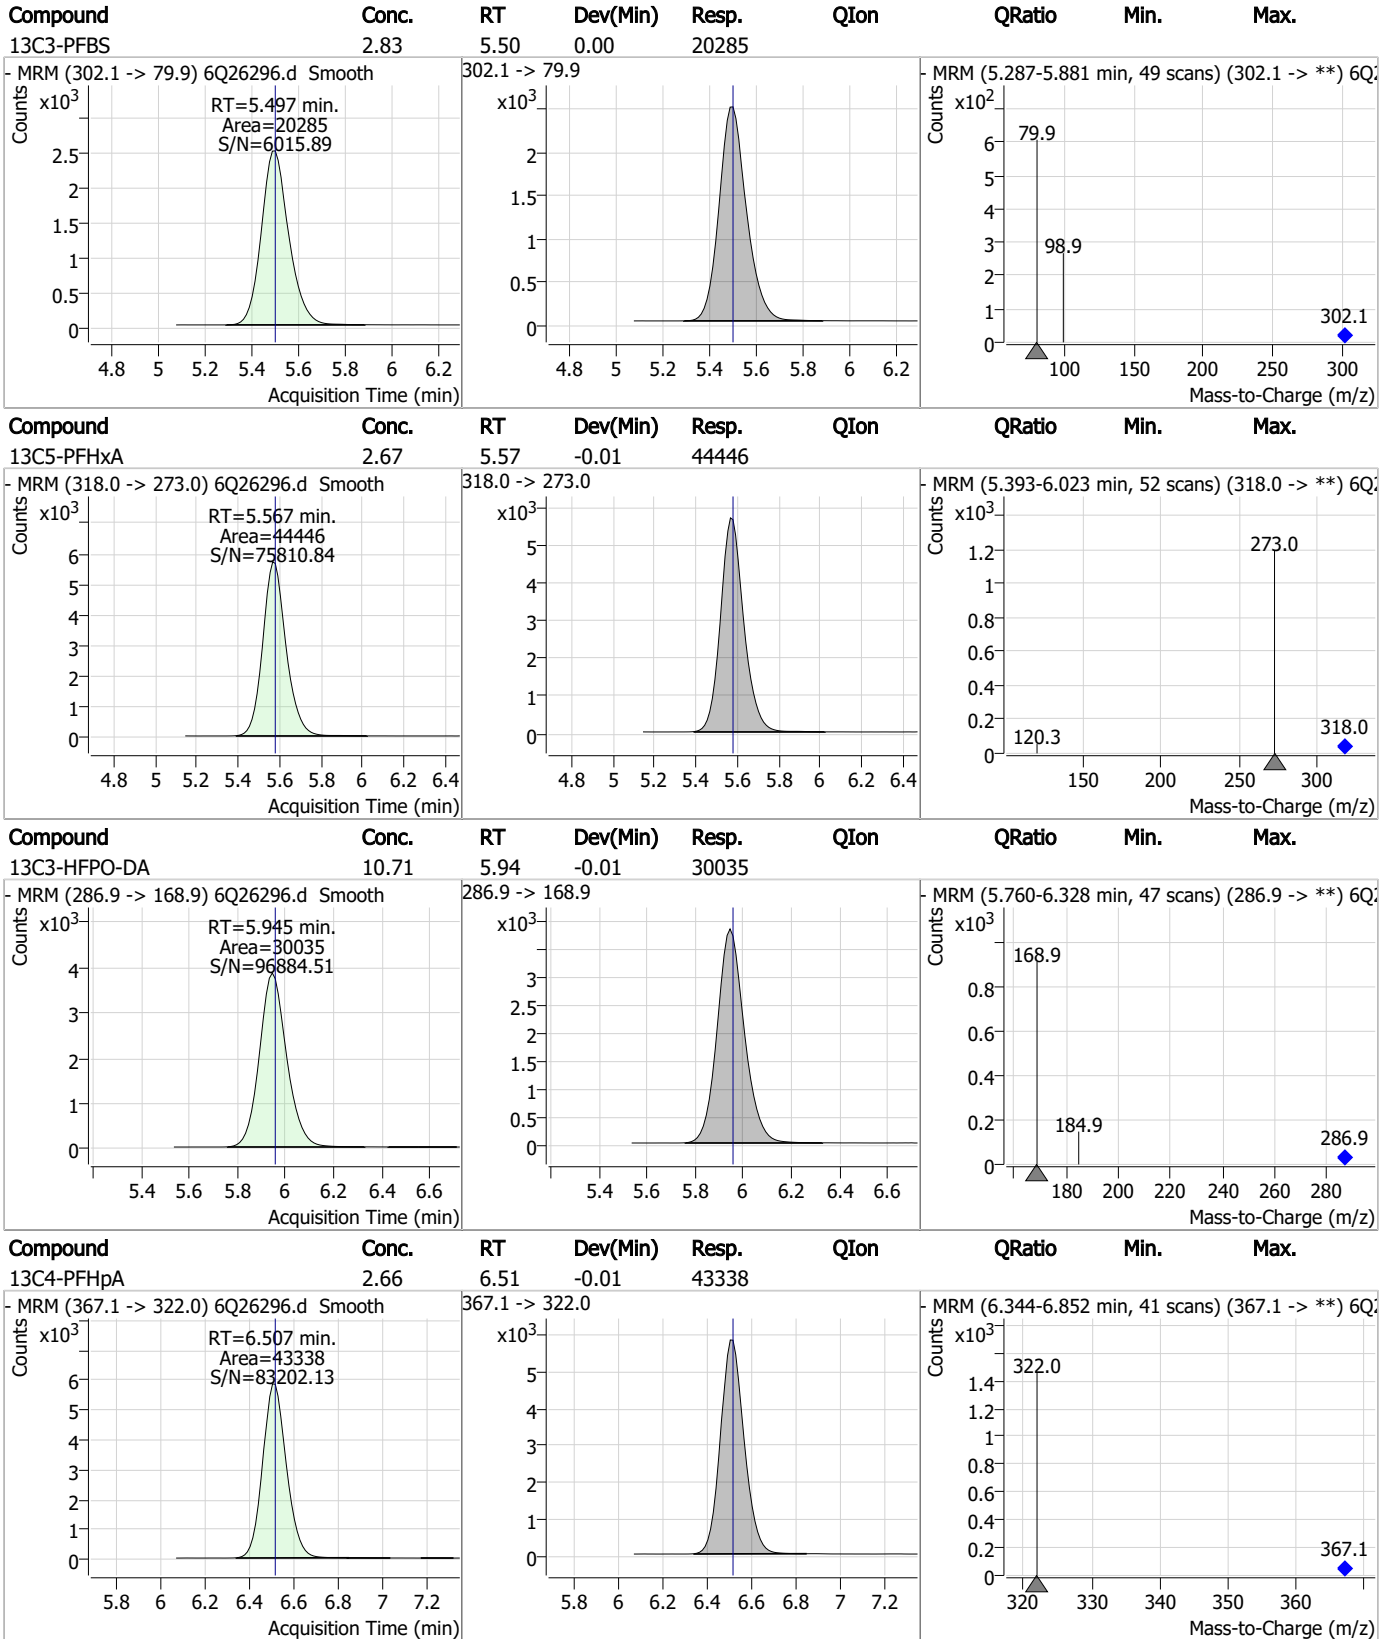 Compound Conc. RT Dev(Min) Resp. QIon QRatio Min. Max.
13C3-PFBS 2.83 5.50 0.00 20285
- MRM (302.1 -> 79.9) 6Q26296.d Smooth
Counts
x10^3
RT=5.497 min.
Area=20285
S/N=6015.89
2.5
2
1.5
1
0.5
0
4.8 5 5.2 5.4 5.6 5.8 6 6.2
Acquisition Time (min)
302.1 -> 79.9
x10^3
2
1.5
1
0.5
0
4.8 5 5.2 5.4 5.6 5.8 6 6.2
- MRM (5.287-5.881 min, 49 scans) (302.1 -> **) 6Q2
Counts
x10^2
79.9
98.9
302.1
6
5
4
3
2
1
0
100 150 200 250 300
Mass-to-Charge (m/z)
Compound Conc. RT Dev(Min) Resp. QIon QRatio Min. Max.
13C5-PFHxA 2.67 5.57 -0.01 44446
- MRM (318.0 -> 273.0) 6Q26296.d Smooth
Counts
x10^3
RT=5.567 min.
Area=44446
S/N=75810.84
6
5
4
3
2
1
0
4.8 5 5.2 5.4 5.6 5.8 6 6.2 6.4
Acquisition Time (min)
318.0 -> 273.0
x10^3
5
4
3
2
1
0
4.8 5 5.2 5.4 5.6 5.8 6 6.2 6.4
- MRM (5.393-6.023 min, 52 scans) (318.0 -> **) 6Q2
Counts
x10^3
273.0
120.3
318.0
1.2
1
0.8
0.6
0.4
0.2
0
150 200 250 300
Mass-to-Charge (m/z)
Compound Conc. RT Dev(Min) Resp. QIon QRatio Min. Max.
13C3-HFPO-DA 10.71 5.94 -0.01 30035
- MRM (286.9 -> 168.9) 6Q26296.d Smooth
Counts
x10^3
RT=5.945 min.
Area=30035
S/N=96884.51
4
3
2
1
0
5.4 5.6 5.8 6 6.2 6.4 6.6
Acquisition Time (min)
286.9 -> 168.9
x10^3
3
2.5
2
1.5
1
0.5
0
5.4 5.6 5.8 6 6.2 6.4 6.6
- MRM (5.760-6.328 min, 47 scans) (286.9 -> **) 6Q2
Counts
x10^3
168.9
184.9
286.9
0.8
0.6
0.4
0.2
0
180 200 220 240 260 280
Mass-to-Charge (m/z)
Compound Conc. RT Dev(Min) Resp. QIon QRatio Min. Max.
13C4-PFHpA 2.66 6.51 -0.01 43338
- MRM (367.1 -> 322.0) 6Q26296.d Smooth
Counts
x10^3
RT=6.507 min.
Area=43338
S/N=83202.13
6
5
4
3
2
1
0
5.8 6 6.2 6.4 6.6 6.8 7 7.2
Acquisition Time (min)
367.1 -> 322.0
x10^3
5
4
3
2
1
0
5.8 6 6.2 6.4 6.6 6.8 7 7.2
- MRM (6.344-6.852 min, 41 scans) (367.1 -> **) 6Q2
Counts
x10^3
322.0
367.1
1.4
1.2
1
0.8
0.6
0.4
0.2
0
320 330 340 350 360
Mass-to-Charge (m/z)